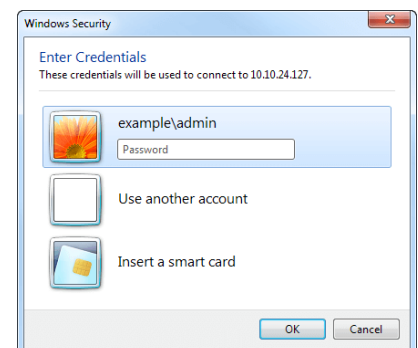 Windows Security
Enter Credentials
These credentials will be used to connect to 10.10.24.127.
example\admin
Password
Use another account
Insert a smart card
OK
Cancel